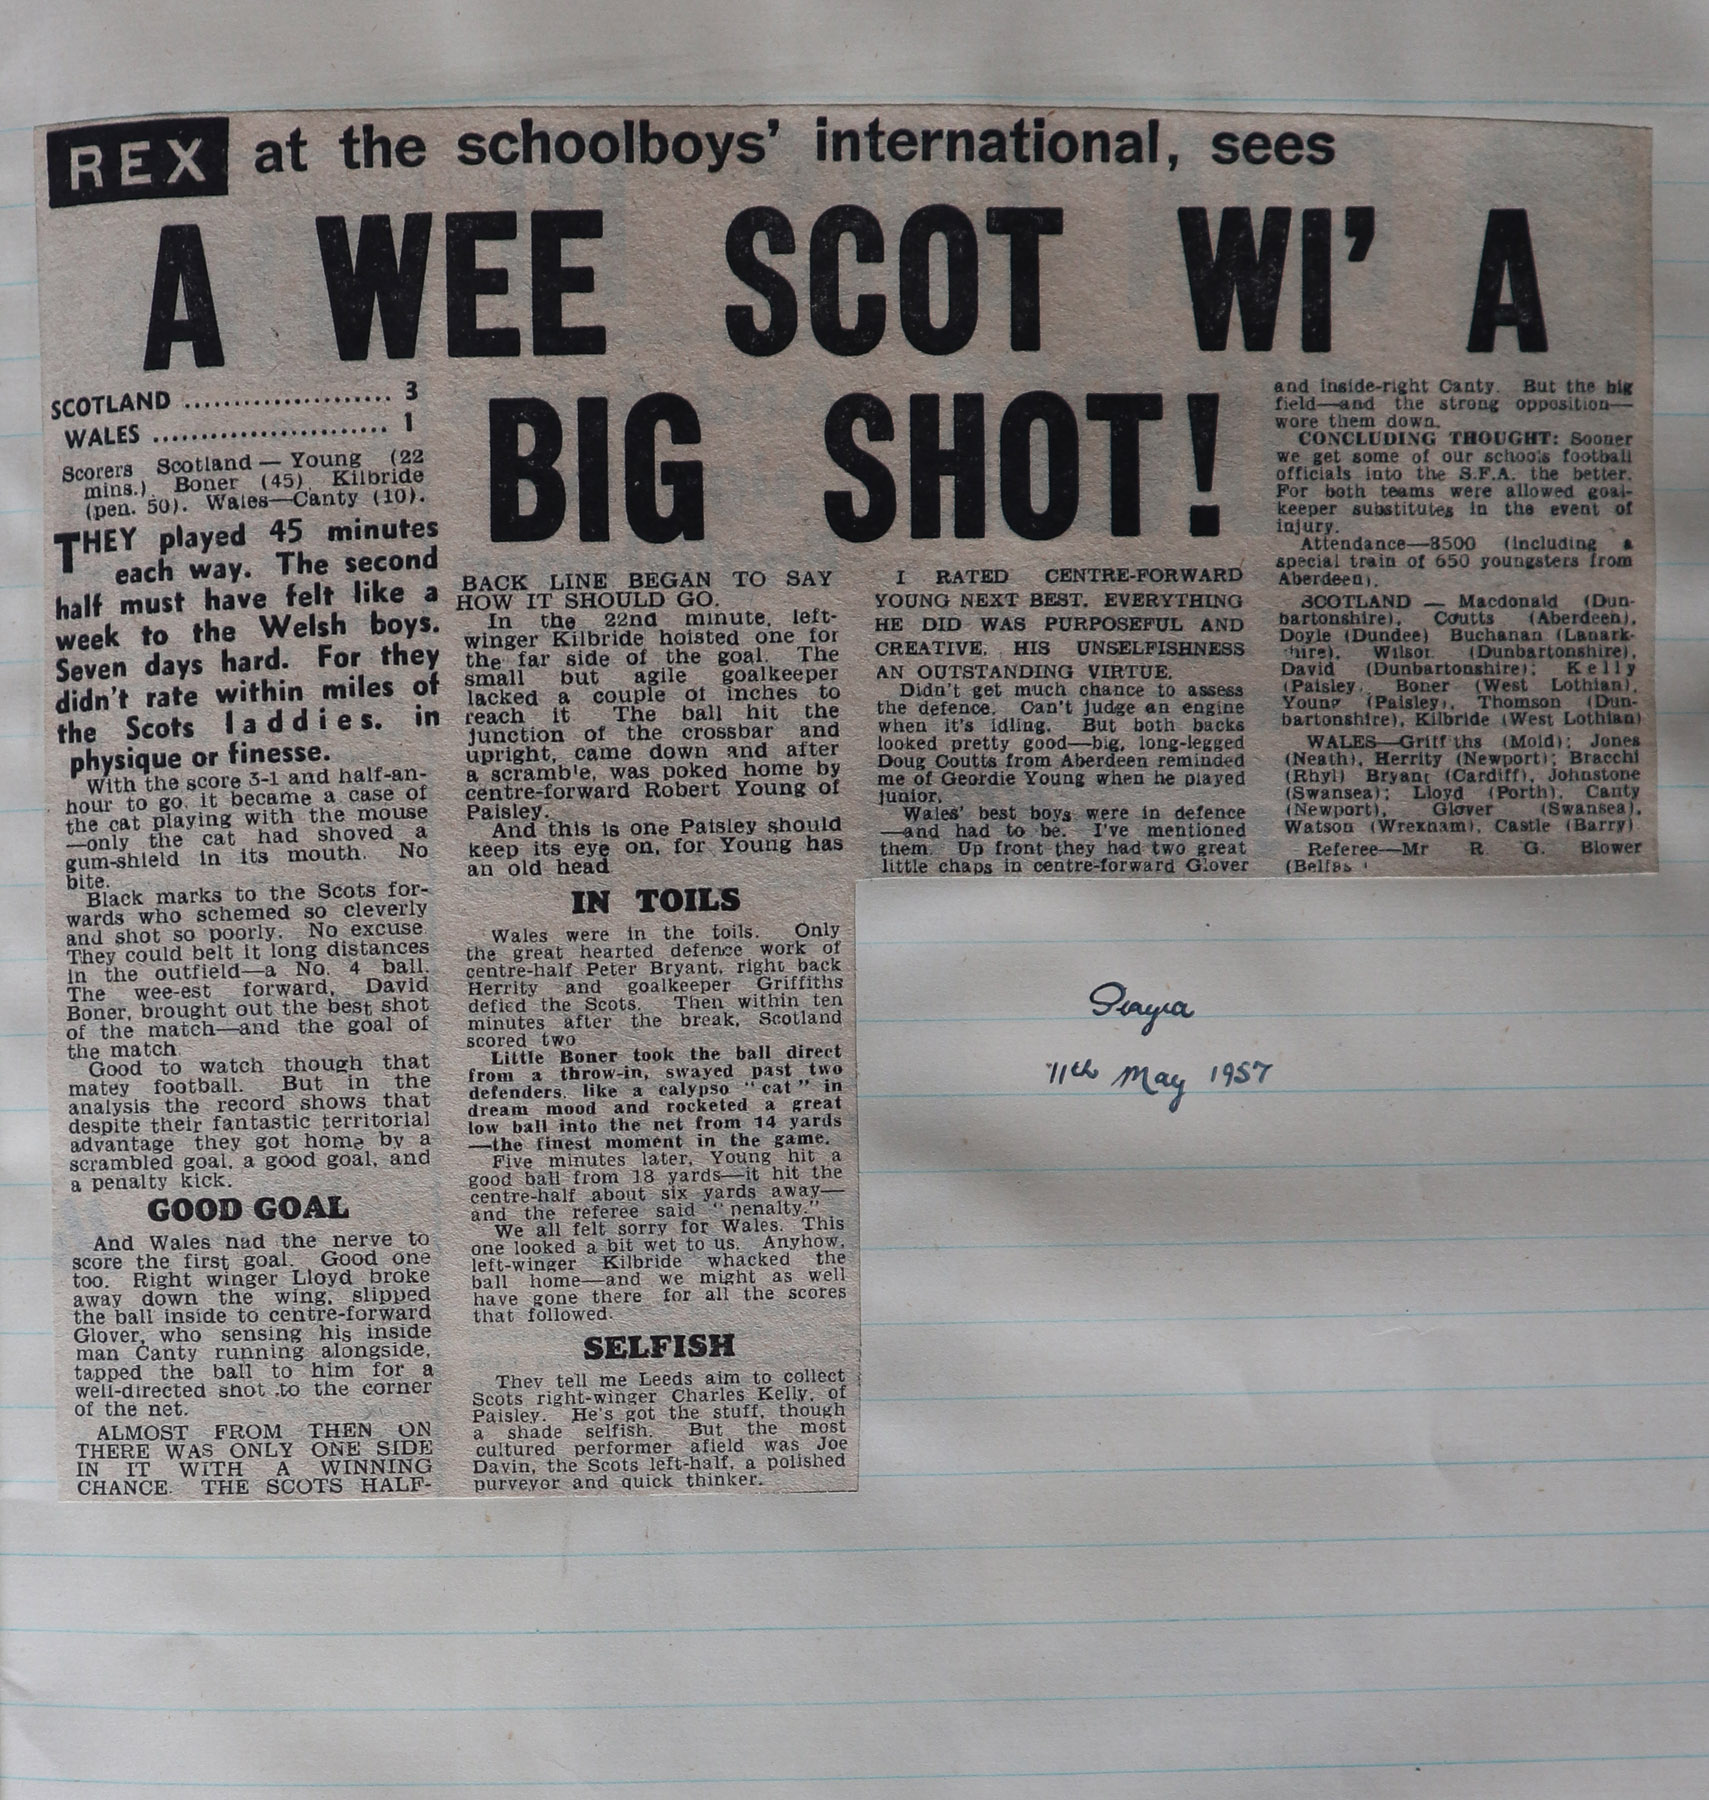 REX at the schoolboys' international, sees
A WEE SCOT WI' A
BIG SHOT!
SCOTLAND ...................... 3
WALES ......................... 1
Scorers Scotland — Young (22
mins.) Boner (45) Kilbride
(pen. 50). Wales—Canty (10).
THEY played 45 minutes
each way. The second
half must have felt like a
week to the Welsh boys.
Seven days hard. For they
didn't rate within miles of
the Scots laddies. in
physique or finesse.
With the score 3-1 and half-an-
hour to go, it became a case of
the cat playing with the mouse
—only the cat had shoved a
gum-shield in its mouth. No
bite.
Black marks to the Scots for-
wards who schemed so cleverly
and shot so poorly. No excuse
They could belt it long distances
in the outfield—a No. 4 ball.
The wee-est forward, David
Boner, brought out the best shot
of the match—and the goal of
the match.
Good to watch though that
matey football. But in the
analysis the record shows that
despite their fantastic territorial
advantage they got home by a
scrambled goal, a good goal, and
a penalty kick.
GOOD GOAL
And Wales had the nerve to
score the first goal. Good one
too. Right winger Lloyd broke
away down the wing, slipped
the ball inside to centre-forward
Glover, who sensing his inside
man Canty running alongside,
tapped the ball to him for a
well-directed shot to the corner
of the net.
ALMOST FROM THEN ON
THERE WAS ONLY ONE SIDE
IN IT WITH A WINNING
CHANCE. THE SCOTS HALF-
BACK LINE BEGAN TO SAY
HOW IT SHOULD GO.
In the 22nd minute, left-
winger Kilbride hoisted one for
the far side of the goal. The
small but agile goalkeeper
lacked a couple of inches to
reach it The ball hit the
junction of the crossbar and
upright, came down and after
a scramble, was poked home by
centre-forward Robert Young of
Paisley.
And this is one Paisley should
keep its eye on, for Young has
an old head
IN TOILS
Wales were in the toils. Only
the great hearted defence work of
centre-half Peter Bryant, right back
Herrity and goalkeeper Griffiths
defied the Scots. Then within ten
minutes after the break, Scotland
scored two
Little Boner took the ball direct
from a throw-in, swayed past two
defenders, like a calypso "cat" in
dream mood and rocketed a great
low ball into the net from 14 yards
—the finest moment in the game.
Five minutes later, Young hit a
good ball from 18 yards—it hit the
centre-half about six yards away—
and the referee said "penalty."
We all felt sorry for Wales. This
one looked a bit wet to us. Anyhow,
left-winger Kilbride whacked the
ball home—and we might as well
have gone there for all the scores
that followed.
SELFISH
They tell me Leeds aim to collect
Scots right-winger Charles Kelly, of
Paisley. He's got the stuff, though
a shade selfish. But the most
cultured performer afield was Joe
Davin, the Scots left-half, a polished
purveyor and quick thinker.
I RATED CENTRE-FORWARD
YOUNG NEXT BEST. EVERYTHING
HE DID WAS PURPOSEFUL AND
CREATIVE, HIS UNSELFISHNESS
AN OUTSTANDING VIRTUE.
Didn't get much chance to assess
the defence. Can't judge an engine
when it's idling. But both backs
looked pretty good—big, long-legged
Doug Coutts from Aberdeen reminded
me of Geordie Young when he played
junior.
Wales' best boys were in defence
—and had to be. I've mentioned
them. Up front they had two great
little chaps in centre-forward Glover
and inside-right Canty. But the big
field—and the strong opposition—
wore them down.
CONCLUDING THOUGHT: Sooner
we get some of our schools football
officials into the S.F.A. the better.
For both teams were allowed goal-
keeper substitutes in the event of
injury.
Attendance—8500 (including a
special train of 650 youngsters from
Aberdeen).
SCOTLAND — Macdonald (Dun-
bartonshire), Coutts (Aberdeen),
Doyle (Dundee) Buchanan (Lanark-
shire), Wilson (Dunbartonshire),
David (Dunbartonshire); Kelly
(Paisley, Boner (West Lothian),
Young (Paisley), Thomson (Dun-
bartonshire), Kilbride (West Lothian)
WALES—Griffiths (Mold); Jones
(Neath), Herrity (Newport); Bracchi
(Rhyl) Bryant (Cardiff), Johnstone
(Swansea); Lloyd (Porth), Canty
(Newport), Glover (Swansea),
Watson (Wrexham), Castle (Barry).
Referee—Mr R. G. Blower
11th May 1957